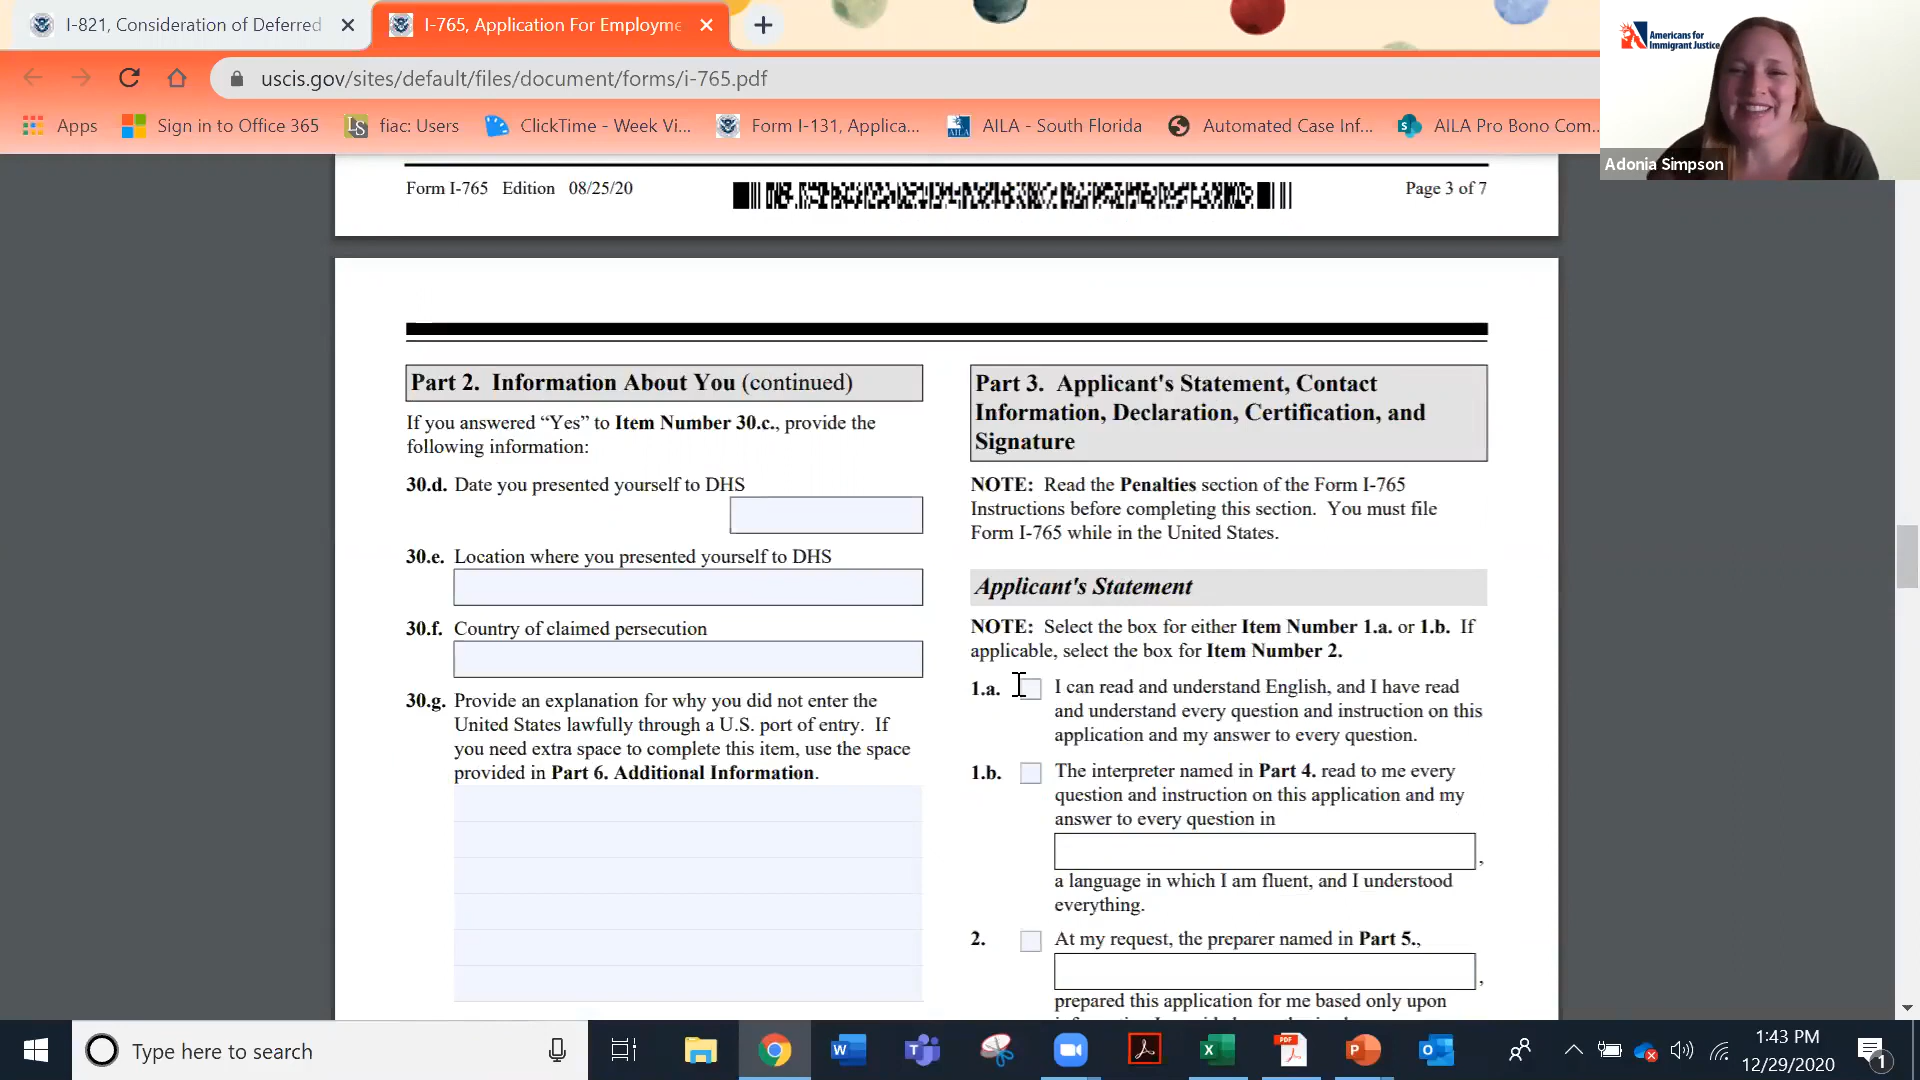 I-821, Consideration of Deferred
I-765, Application For Employme
uscis.gov/sites/default/files/document/forms/i-765.pdf
Apps
Sign in to Office 365
LS
fiac: Users
ClickTime - Week Vi...
Form I-131, Applica...
AILA
AILA - South Florida
Automated Case Inf...
S
AILA Pro Bono Com...
Americans for
Immigrant Justice
Adonia Simpson
Form I-765 Edition 08/25/20
Page 3 of 7
Part 2. Information About You (continued)
If you answered “Yes” to Item Number 30.c., provide the
following information:
30.d. Date you presented yourself to DHS
30.e. Location where you presented yourself to DHS
30.f. Country of claimed persecution
30.g. Provide an explanation for why you did not enter the
United States lawfully through a U.S. port of entry. If
you need extra space to complete this item, use the space
provided in Part 6. Additional Information.
Part 3. Applicant's Statement, Contact
Information, Declaration, Certification, and
Signature
NOTE: Read the Penalties section of the Form I-765
Instructions before completing this section. You must file
Form I-765 while in the United States.
Applicant's Statement
NOTE: Select the box for either Item Number 1.a. or 1.b. If
applicable, select the box for Item Number 2.
1.a. I can read and understand English, and I have read
and understand every question and instruction on this
application and my answer to every question.
1.b. The interpreter named in Part 4. read to me every
question and instruction on this application and my
answer to every question in
,
a language in which I am fluent, and I understood
everything.
2. At my request, the preparer named in Part 5.,
,
prepared this application for me based only upon
Type here to search
W
T
X
PDF
P
O
1:43 PM
12/29/2020
1